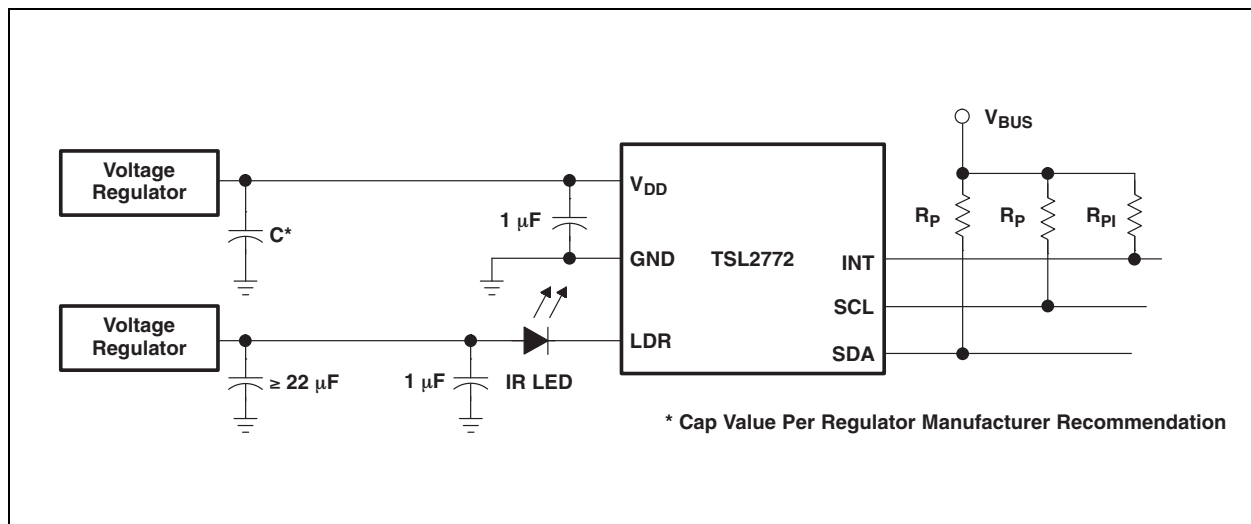 Voltage
Regulator
C*
1 μF
V_DD
GND
TSL2772
V_BUS
R_P
R_P
R_PI
INT
SCL
SDA
Voltage
Regulator
≥ 22 μF
1 μF
IR LED
LDR
* Cap Value Per Regulator Manufacturer Recommendation